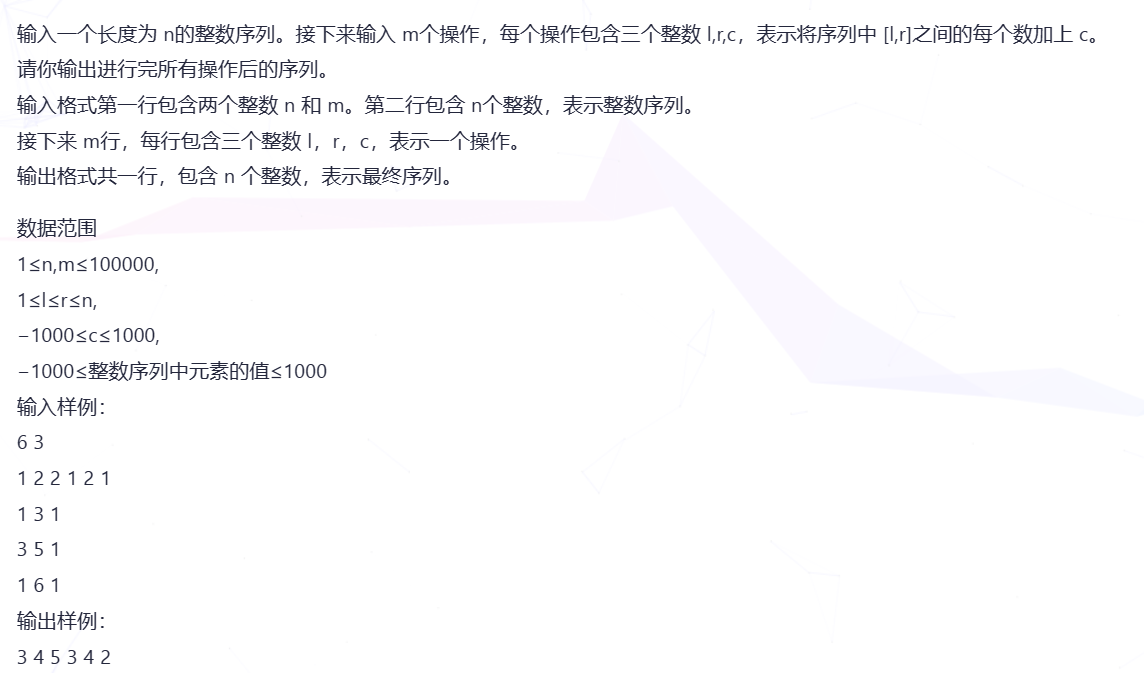 输入一个长度为 n的整数序列。接下来输入 m个操作，每个操作包含三个整数 l,r,c，表示将序列中 [l,r]之间的每个数加上 c。
请你输出进行完所有操作后的序列。
输入格式第一行包含两个整数 n 和 m。第二行包含 n个整数，表示整数序列。
接下来 m行，每行包含三个整数 l，r，c，表示一个操作。
输出格式共一行，包含 n 个整数，表示最终序列。
数据范围
1≤n,m≤100000,
1≤l≤r≤n,
−1000≤c≤1000,
−1000≤整数序列中元素的值≤1000
输入样例：
6 3
1 2 2 1 2 1
1 3 1
3 5 1
1 6 1
输出样例：
3 4 5 3 4 2